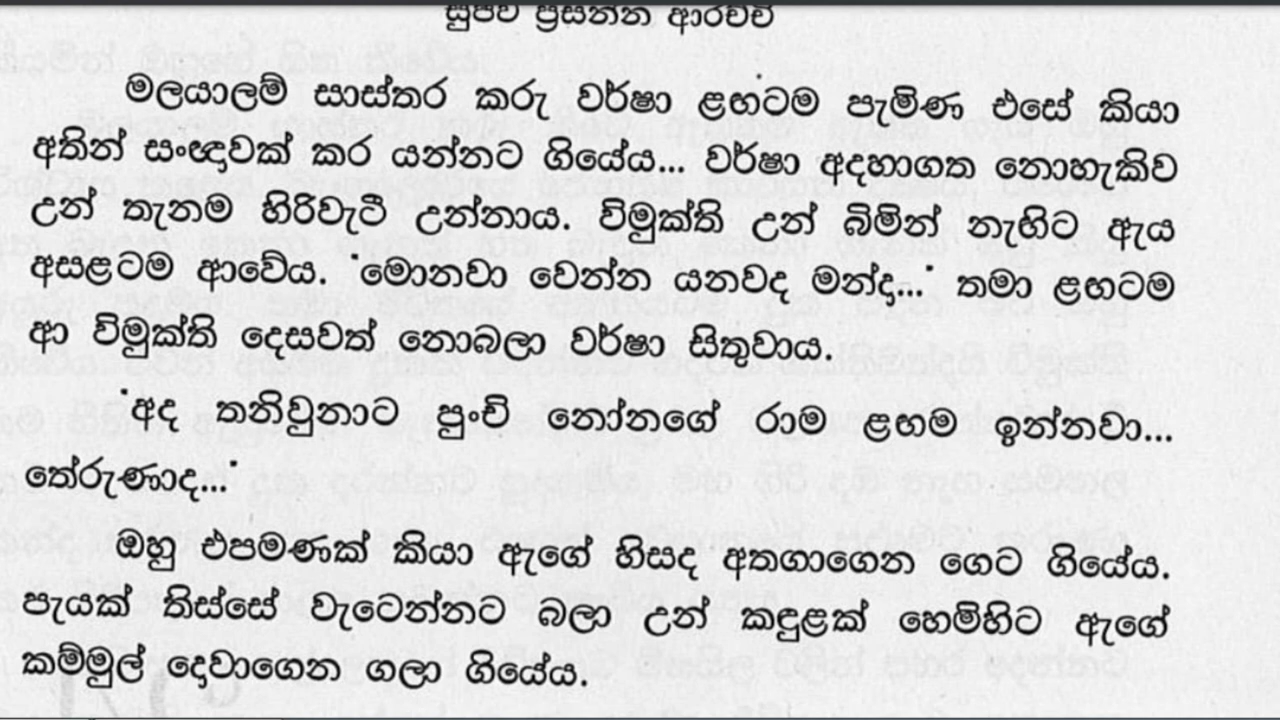 සුජීව ප්‍රසන්න ආරච්චි
මලයාලම් සාස්තර කරු වර්ෂා ළඟටම පැමිණ එසේ කියා
අතින් සංඥාවක් කර යන්නට ගියේය... වර්ෂා අදහාගත නොහැකිව
උන් තැනම හිරිවැටී උන්නාය. විමුක්ති උන් බිමින් නැඟිට ඇය
අසළටම ආවේය. 'මොනවා වෙන්න යනවද මන්දා...' තමා ළඟටම
ආ විමුක්ති දෙසවත් නොබලා වර්ෂා සිතුවාය.
'අද තනිවුනාට පුංචි නෝනගේ රාම ළඟම ඉන්නවා...
තේරුණාද...'
ඔහු එපමණක් කියා ඇගේ හිසද අතගාගෙන ගෙට ගියේය.
පැයක් තිස්සේ වැටෙන්නට බලා උන් කඳුළක් හෙමිහිට ඇගේ
කම්මුල් දෙවාගෙන ගලා ගියේය.